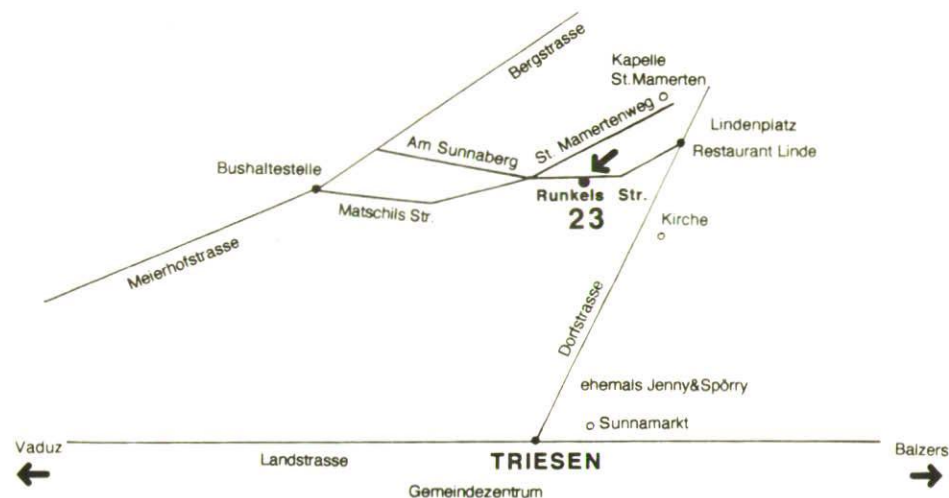 Bergstrasse
Kapelle
St. Mamerten
St. Mamertenweg
Lindenplatz
Am Sunnaberg
Restaurant Linde
Bushaltestelle
Runkels Str.
23
Matschils Str.
Kirche
Meierhofstrasse
Dorfstrasse
ehemals Jenny&Spörry
Sunnamarkt
Vaduz
Balzers
Landstrasse
TRIESEN
Gemeindezentrum